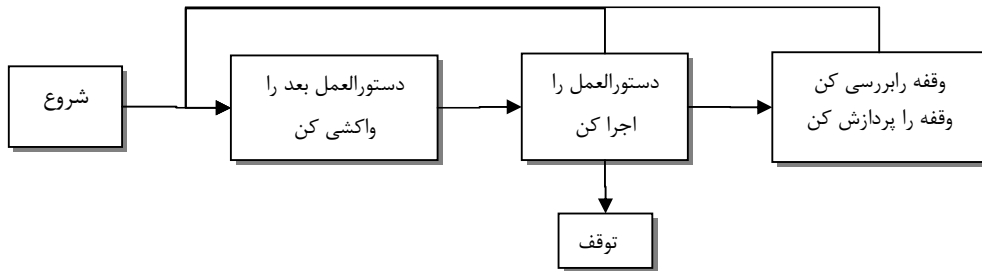 شروع
دستورالعمل بعد را
واکشی کن
دستورالعمل را
اجرا کن
وقفه رابررسی کن
وقفه را پردازش کن
توقف